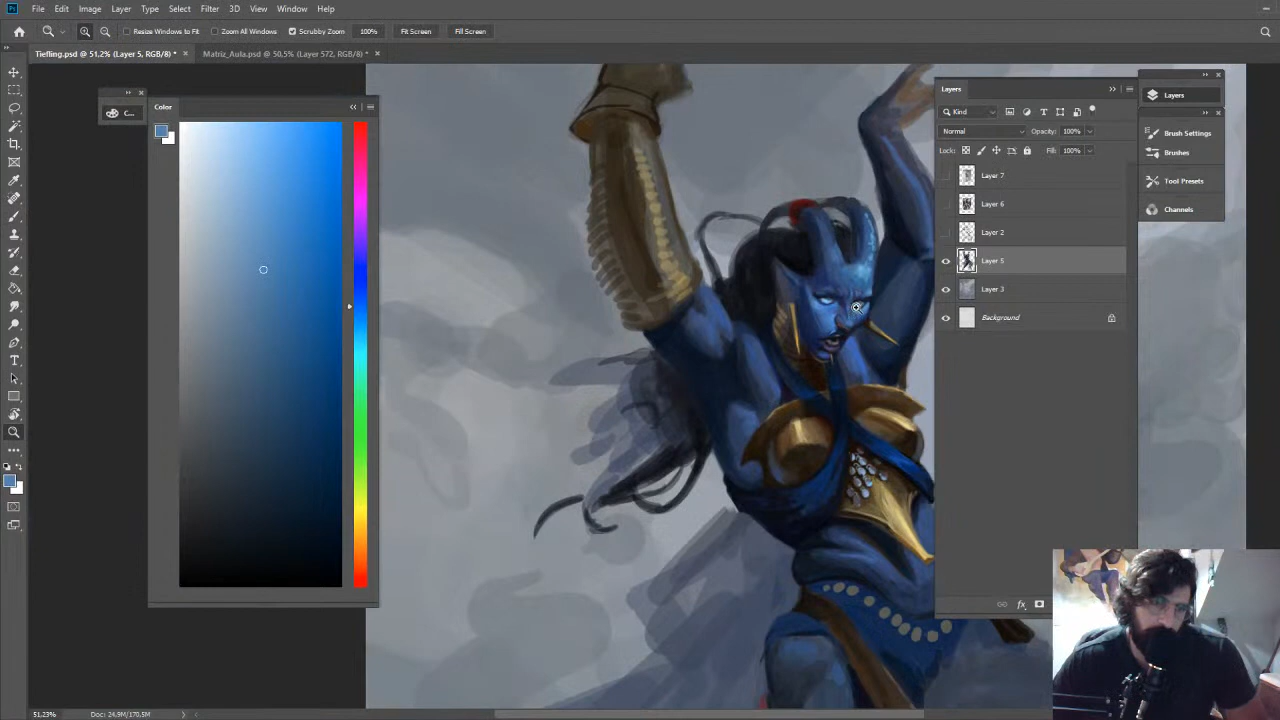 Ps File Edit Image Layer Type Select Filter 3D View Window Help
Resize Windows to Fit Zoom All Windows Scrubby Zoom 100% Fit Screen Fill Screen
Tiefling.psd @ 51,2% (Layer 5, RGB/8) * × Matriz_Aula.psd @ 50,5% (Layer 572, RGB/8) * ×
C...
Color
Layers
Kind
Normal Opacity: 100%
Lock: Fill: 100%
Layer 7
Layer 6
Layer 2
Layer 5
Layer 3
Background
fx
Layers
Brush Settings
Brushes
Tool Presets
Channels
51,23% Doc: 24,9M/170,5M